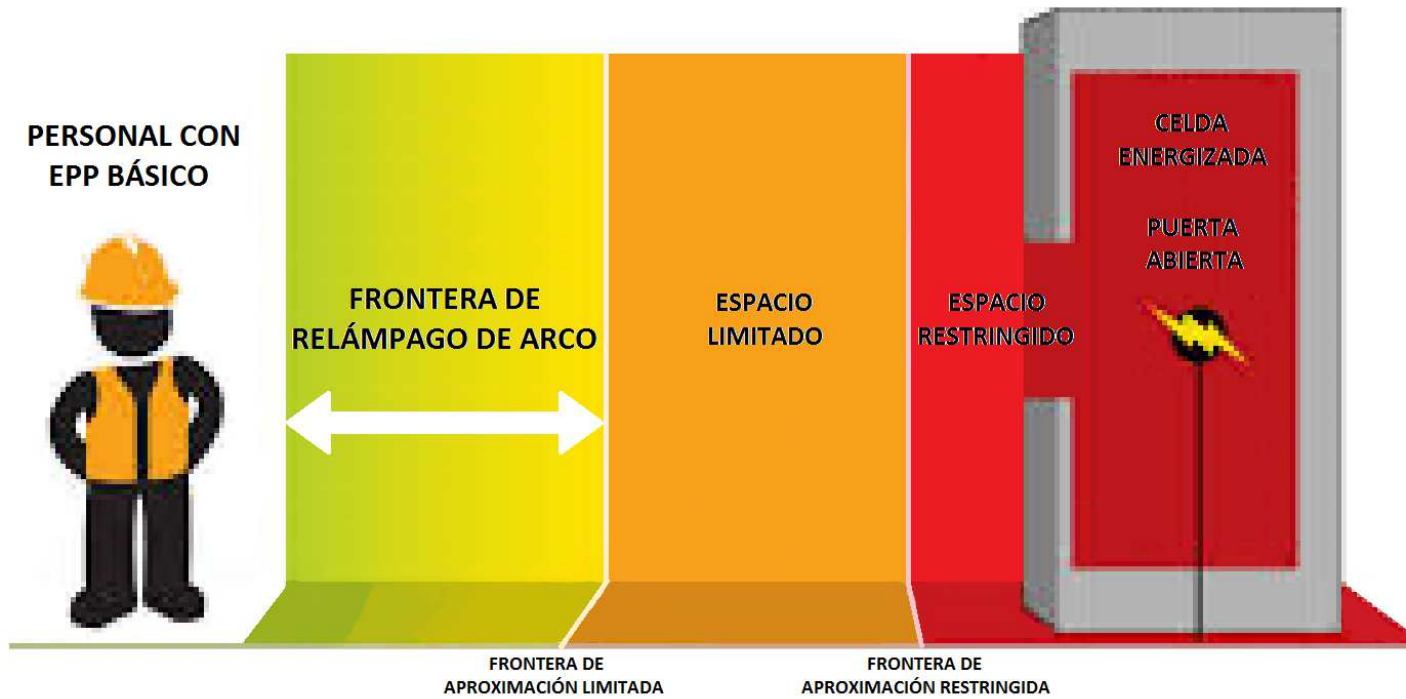 PERSONAL CON
EPP BÁSICO
FRONTERA DE
RELÁMPAGO DE ARCO
ESPACIO
LIMITADO
ESPACIO
RESTRINGIDO
CELDA
ENERGIZADA
PUERTA
ABIERTA
FRONTERA DE
APROXIMACIÓN LIMITADA
FRONTERA DE
APROXIMACIÓN RESTRINGIDA